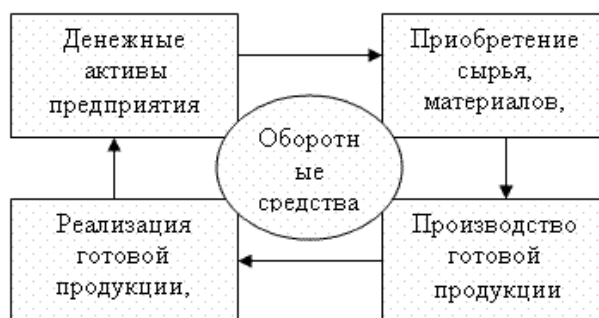 Денежные
активы
предприятия
Приобретение
сырья,
материалов,
Оборотн
ые
средства
Реализация
готовой
продукции,
Производство
готовой
продукции